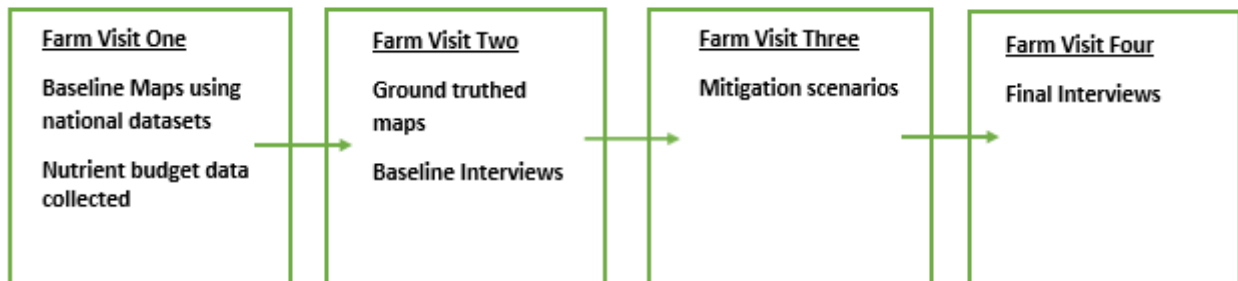 Farm Visit One
Baseline Maps using
national datasets
Nutrient budget data
collected
Farm Visit Two
Ground truthed
maps
Baseline Interviews
Farm Visit Three
Mitigation scenarios
Farm Visit Four
Final Interviews